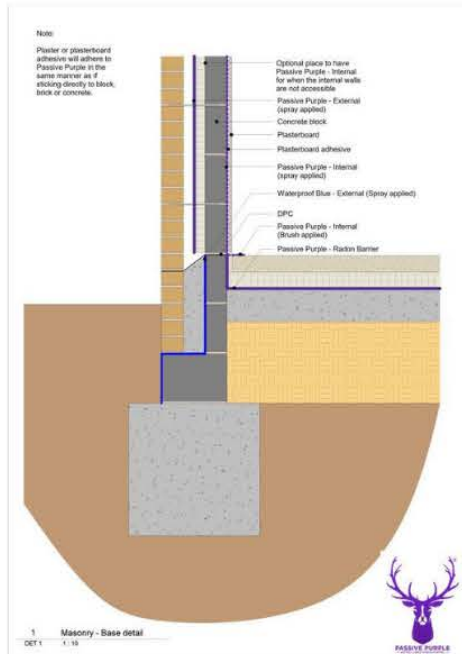 Note:
Plaster or plasterboard
adhesive will adhere to
Passive Purple in the
same manner as if
sticking directly to block,
brick or concrete.
Optional place to have
Passive Purple - Internal
for when the internal walls
are not accessible
Passive Purple - External
(spray applied)
Concrete block
Plasterboard
Plasterboard adhesive
Passive Purple - Internal
(spray applied)
Waterproof Blue - External (Spray applied)
DPC
Passive Purple - Internal
(Brush applied)
Passive Purple - Radon Barrier
1 Masonry - Base detail
DET 1 1 : 10
PASSIVE PURPLE